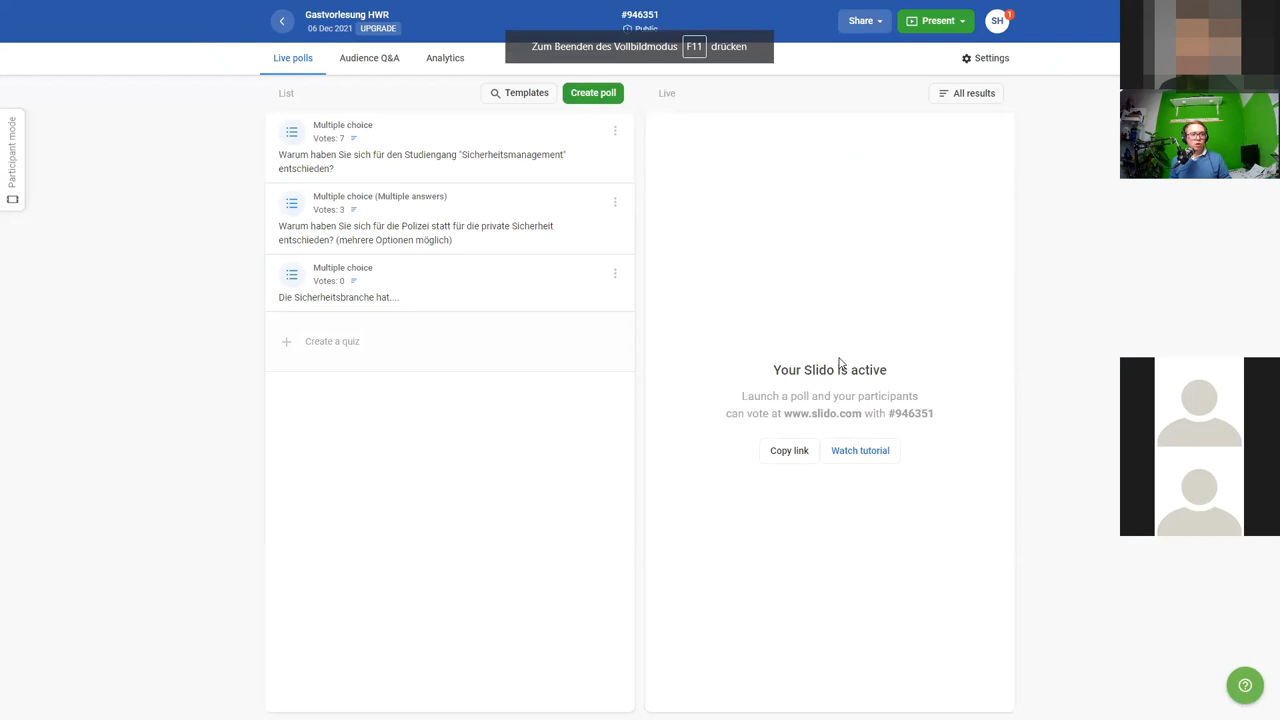 Gastvorlesung HWR
06 Dec 2021 UPGRADE
#946351
Public
Share
Present
SH
1
Zum Beenden des Vollbildmodus F11 drücken
Live polls
Audience Q&A
Analytics
Settings
Participant mode
List
Templates
Create poll
Live
All results
Multiple choice
Votes: 7
Warum haben Sie sich für den Studiengang "Sicherheitsmanagement"
entschieden?
Multiple choice (Multiple answers)
Votes: 3
Warum haben Sie sich für die Polizei statt für die private Sicherheit
entschieden? (mehrere Optionen möglich)
Multiple choice
Votes: 0
Die Sicherheitsbranche hat....
Create a quiz
Your Slido is active
Launch a poll and your participants
can vote at www.slido.com with #946351
Copy link
Watch tutorial